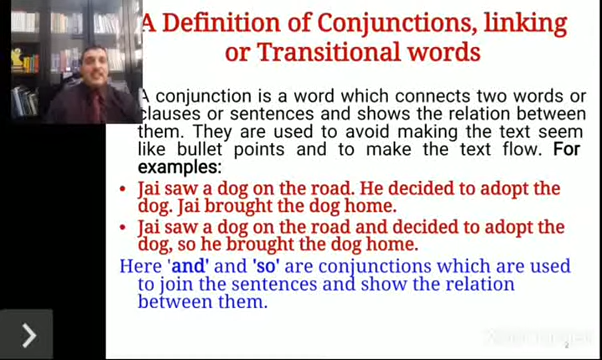 A Definition of Conjunctions, linking
or Transitional words
A conjunction is a word which connects two words or
clauses or sentences and shows the relation between
them. They are used to avoid making the text seem
like bullet points and to make the text flow. For
examples:
• Jai saw a dog on the road. He decided to adopt the
dog. Jai brought the dog home.
• Jai saw a dog on the road and decided to adopt the
dog, so he brought the dog home.
Here 'and' and 'so' are conjunctions which are used
to join the sentences and show the relation
between them.
2